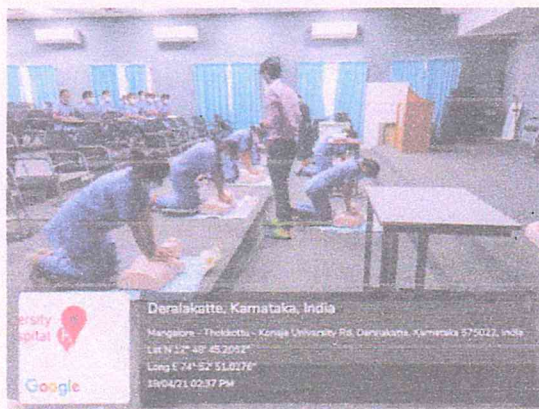 ersity
spital
H
Google
Deralakatte, Karnataka, India
Mangalore - Thokkottu - Konaje University Rd, Deralakatte, Karnataka 575022, India
Lat N 12° 48' 45.2052"
Long E 74° 52' 51.0276"
19/04/21 02:37 PM